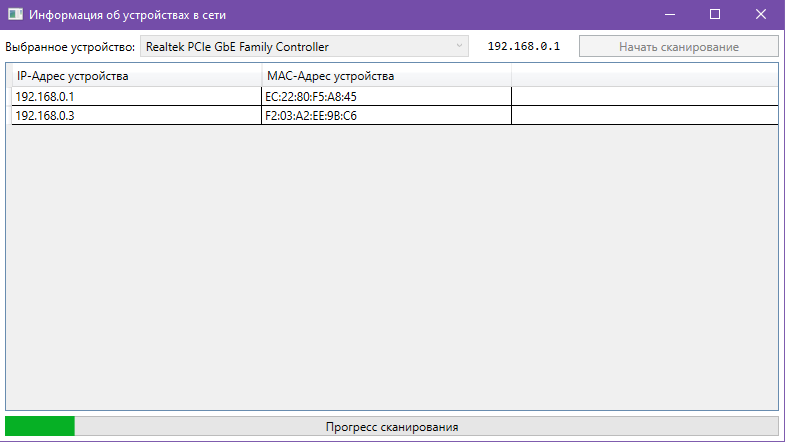 Информация об устройствах в сети
Выбранное устройство: Realtek PCIe GbE Family Controller 192.168.0.1 Начать сканирование
IP-Адрес устройства MAC-Адрес устройства
192.168.0.1 EC:22:80:F5:A8:45
192.168.0.3 F2:03:A2:EE:9B:C6
Прогресс сканирования